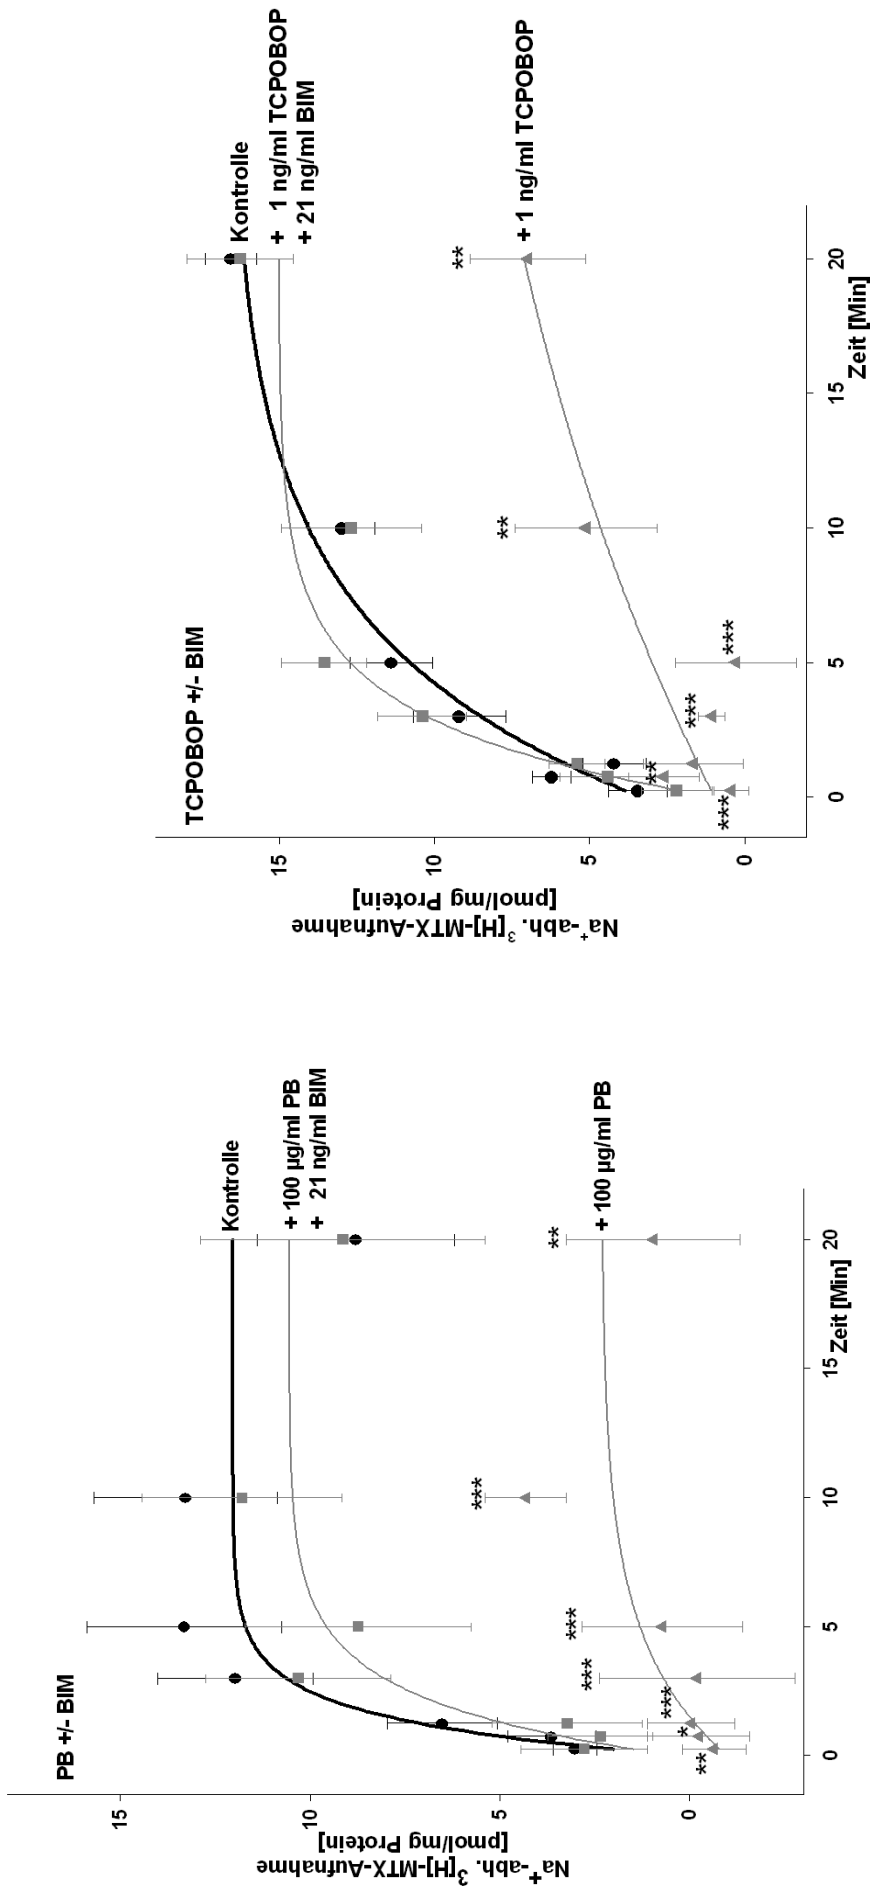 PB +/- BIM
Na⁺-abh. ³[H]-MTX-Aufnahme
[pmol/mg Protein]
15
10
5
0
Kontrolle
+ 100 µg/ml PB
+ 21 ng/ml BIM
+ 100 µg/ml PB
**
*
***
***
***
***
**
0
5
10
15
20
Zeit [Min]
TCPOBOP +/- BIM
Na⁺-abh. ³[H]-MTX-Aufnahme
[pmol/mg Protein]
15
10
5
0
Kontrolle
+ 1 ng/ml TCPOBOP
+ 21 ng/ml BIM
+ 1 ng/ml TCPOBOP
***
**
***
***
**
**
0
5
10
15
20
Zeit [Min]